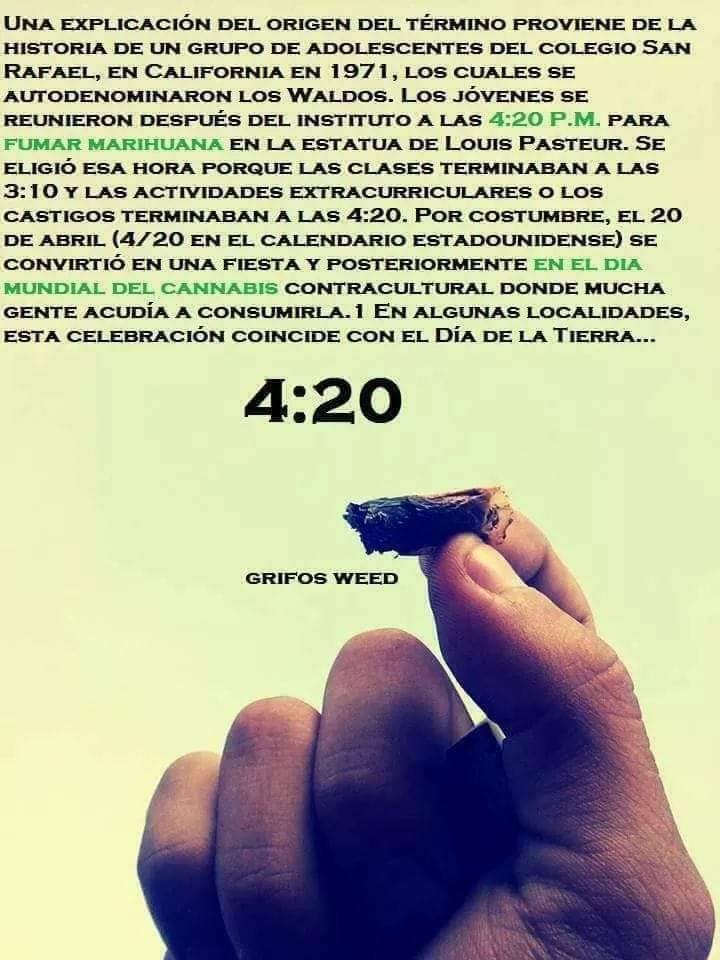 Una explicación del origen del término proviene de la
historia de un grupo de adolescentes del colegio San
Rafael, en California en 1971, los cuales se
autodenominaron los Waldos. Los jóvenes se
reunieron después del instituto a las 4:20 P.M. para
fumar marihuana en la estatua de Louis Pasteur. Se
eligió esa hora porque las clases terminaban a las
3:10 y las actividades extracurriculares o los
castigos terminaban a las 4:20. Por costumbre, el 20
de abril (4/20 en el calendario estadounidense) se
convirtió en una fiesta y posteriormente en el dia
mundial del cannabis contracultural donde mucha
gente acudía a consumirla.1 En algunas localidades,
esta celebración coincide con el Día de la Tierra...
4:20
GRIFOS WEED